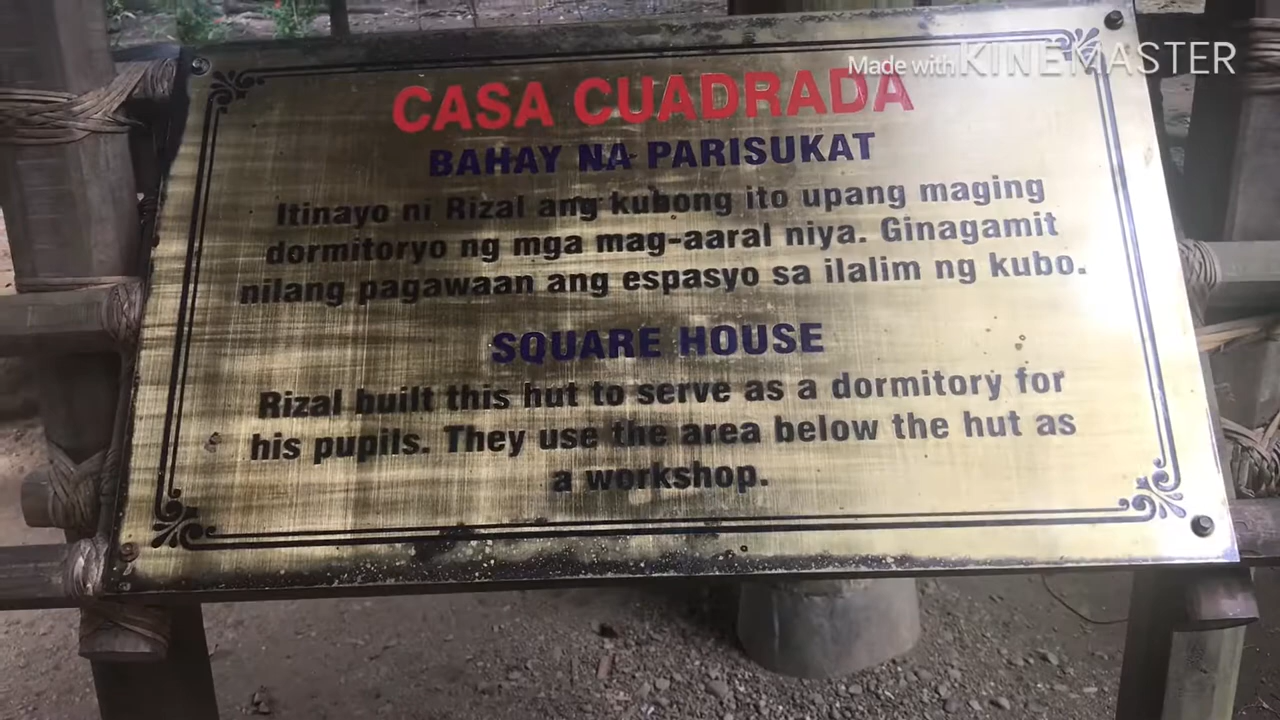 Made with KINEMASTER
CASA CUADRADA
BAHAY NA PARISUKAT
Itinayo ni Rizal ang kubong ito upang maging
dormitoryo ng mga mag-aaral niya. Ginagamit
nilang pagawaan ang espasyo sa ilalim ng kubo.
SQUARE HOUSE
Rizal built this hut to serve as a dormitory for
his pupils. They use the area below the hut as
a workshop.